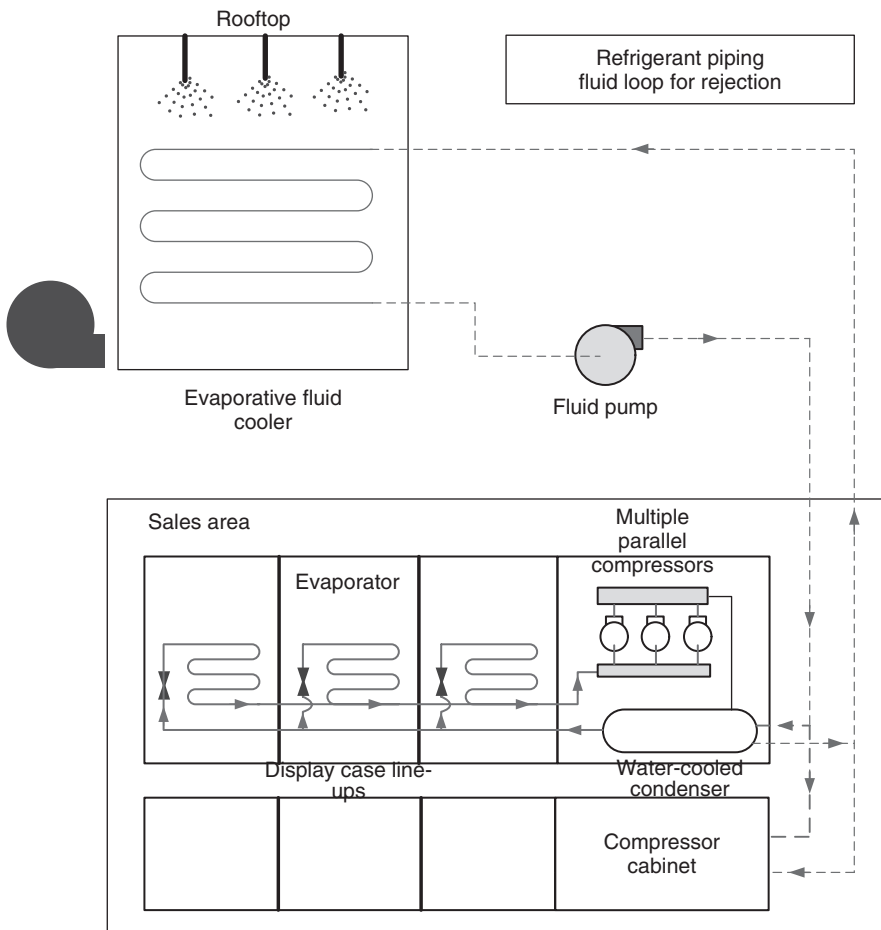 Rooftop
Refrigerant piping
fluid loop for rejection
Evaporative fluid
cooler
Fluid pump
Sales area
Multiple
parallel
compressors
Evaporator
Display case line-
ups
Water-cooled
condenser
Compressor
cabinet